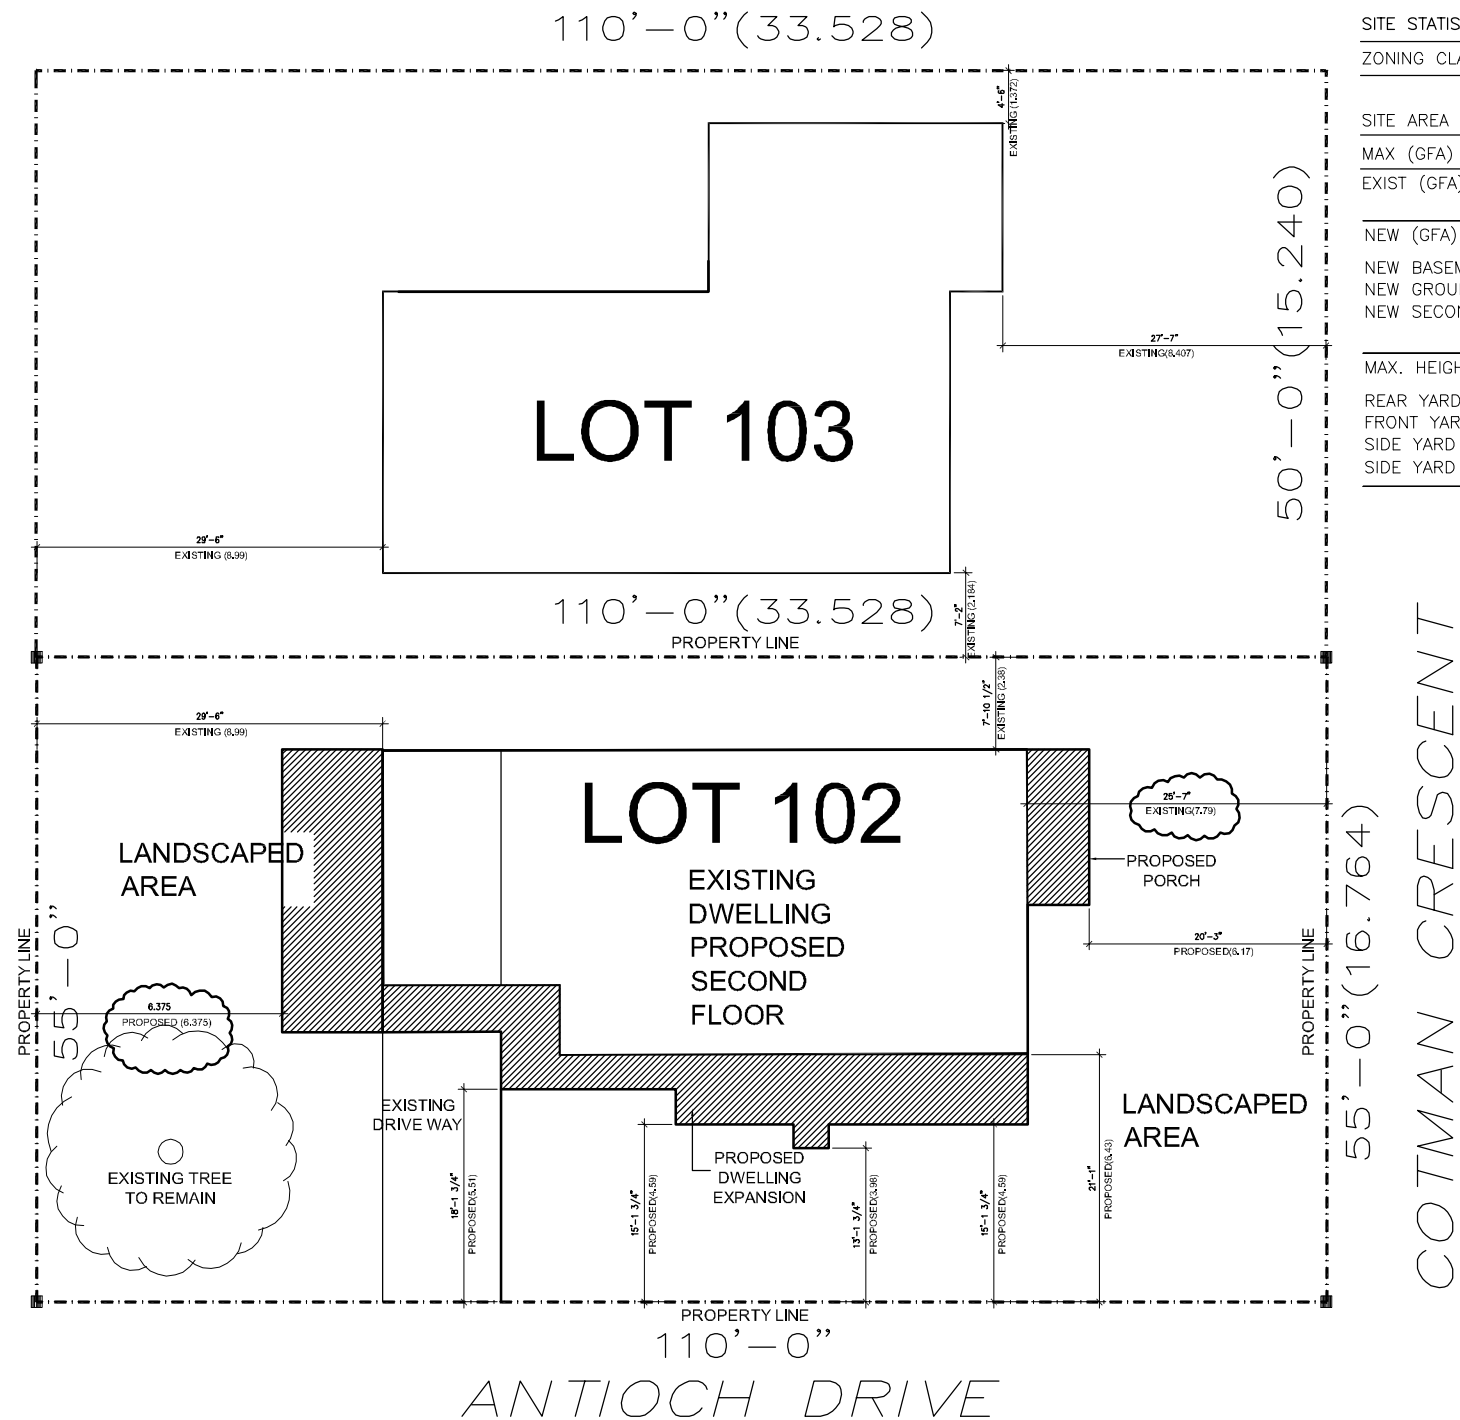 110'-0"(33.528)
SITE STATIS
ZONING CLA
SITE AREA
MAX (GFA)
EXIST (GFA)
NEW (GFA)
NEW BASEM
NEW GROUN
NEW SECON
MAX. HEIGH
REAR YARD
FRONT YAR
SIDE YARD
SIDE YARD
4'-6"
EXISTING (1.372)
50'-0"(15.240)
27'-7"
EXISTING(8.407)
LOT 103
29'-6"
EXISTING (8.99)
7'-2"
EXISTING (2.184)
110'-0"(33.528)
PROPERTY LINE
29'-6"
EXISTING (8.99)
7'-10 1/2"
EXISTING (2.38)
LOT 102
EXISTING
DWELLING
PROPOSED
SECOND
FLOOR
25'-7"
EXISTING(7.79)
PROPOSED
PORCH
LANDSCAPED
AREA
20'-3"
PROPOSED(6.17)
PROPERTY LINE
55'-0"
PROPERTY LINE
55'-0"(16.764)
COTMAN CRESCENT
6.375
PROPOSED (6.375)
EXISTING TREE
TO REMAIN
EXISTING
DRIVE WAY
18'-1 3/4"
PROPOSED(5.51)
15'-1 3/4"
PROPOSED(4.59)
PROPOSED
DWELLING
EXPANSION
13'-1 3/4"
PROPOSED(3.98)
15'-1 3/4"
PROPOSED(4.59)
21'-1"
PROPOSED(6.43)
LANDSCAPED
AREA
PROPERTY LINE
110'-0"
ANTIOCH DRIVE